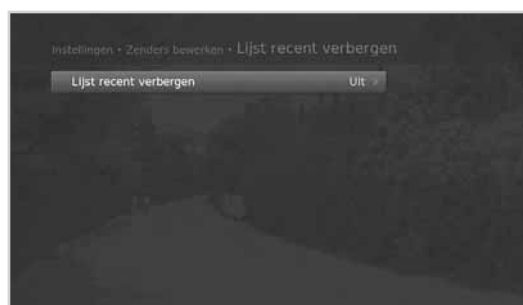 Instellingen • Zenders bewerken • Lijst recent verbergen
Lijst recent verbergen Uit >